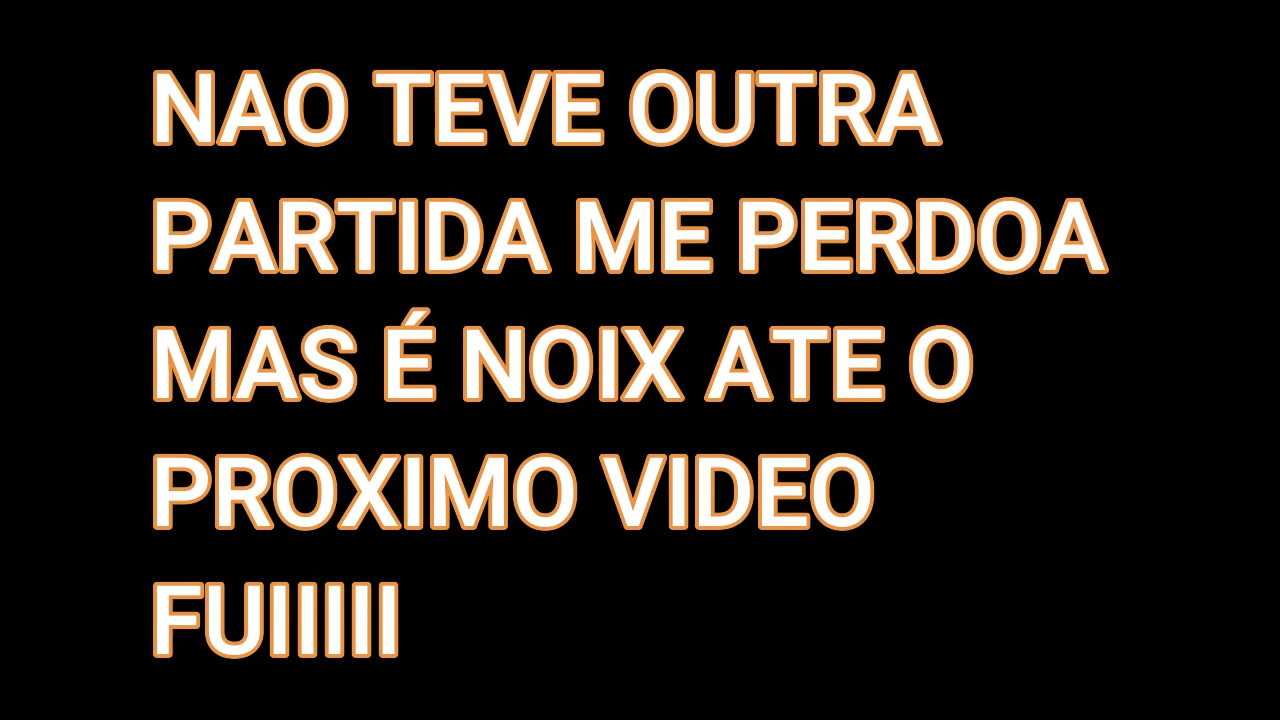 NAO TEVE OUTRA
PARTIDA ME PERDOA
MAS É NOIX ATE O
PROXIMO VIDEO
FUIIIII